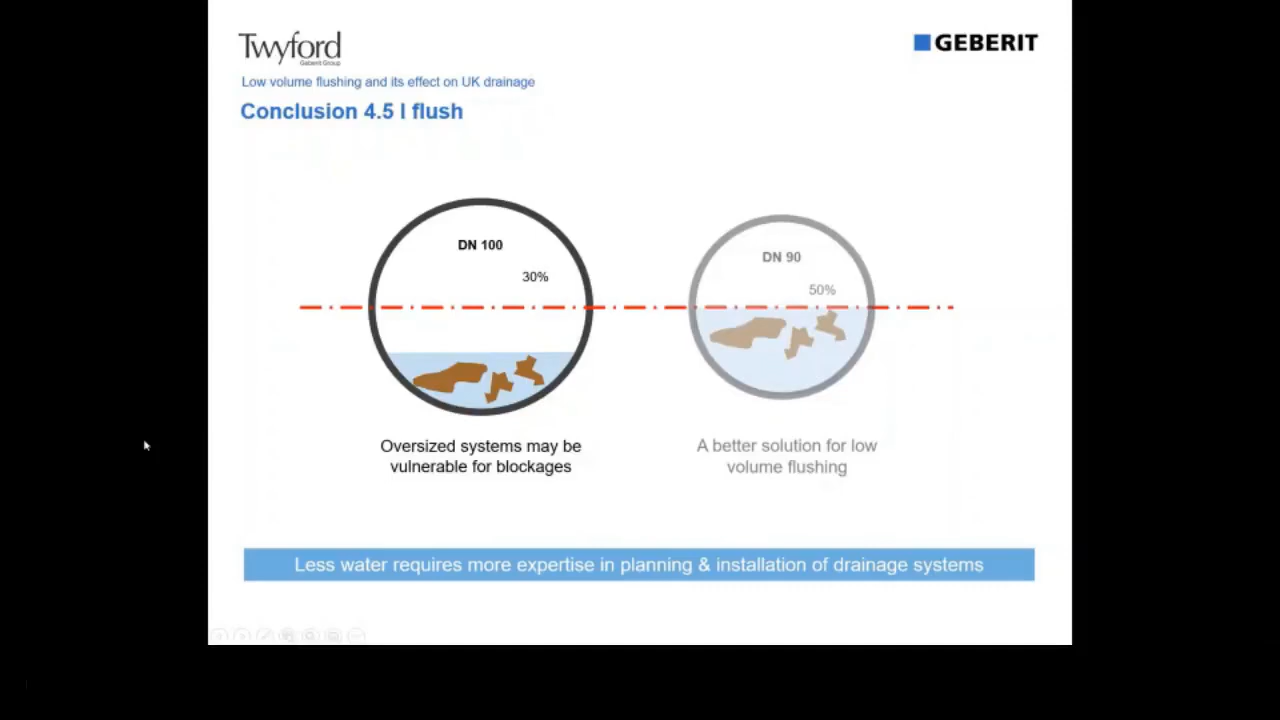 Twyford
Geberit Group
GEBERIT
Low volume flushing and its effect on UK drainage
Conclusion 4.5 l flush
DN 100
30%
DN 90
50%
Oversized systems may be
vulnerable for blockages
A better solution for low
volume flushing
Less water requires more expertise in planning & installation of drainage systems